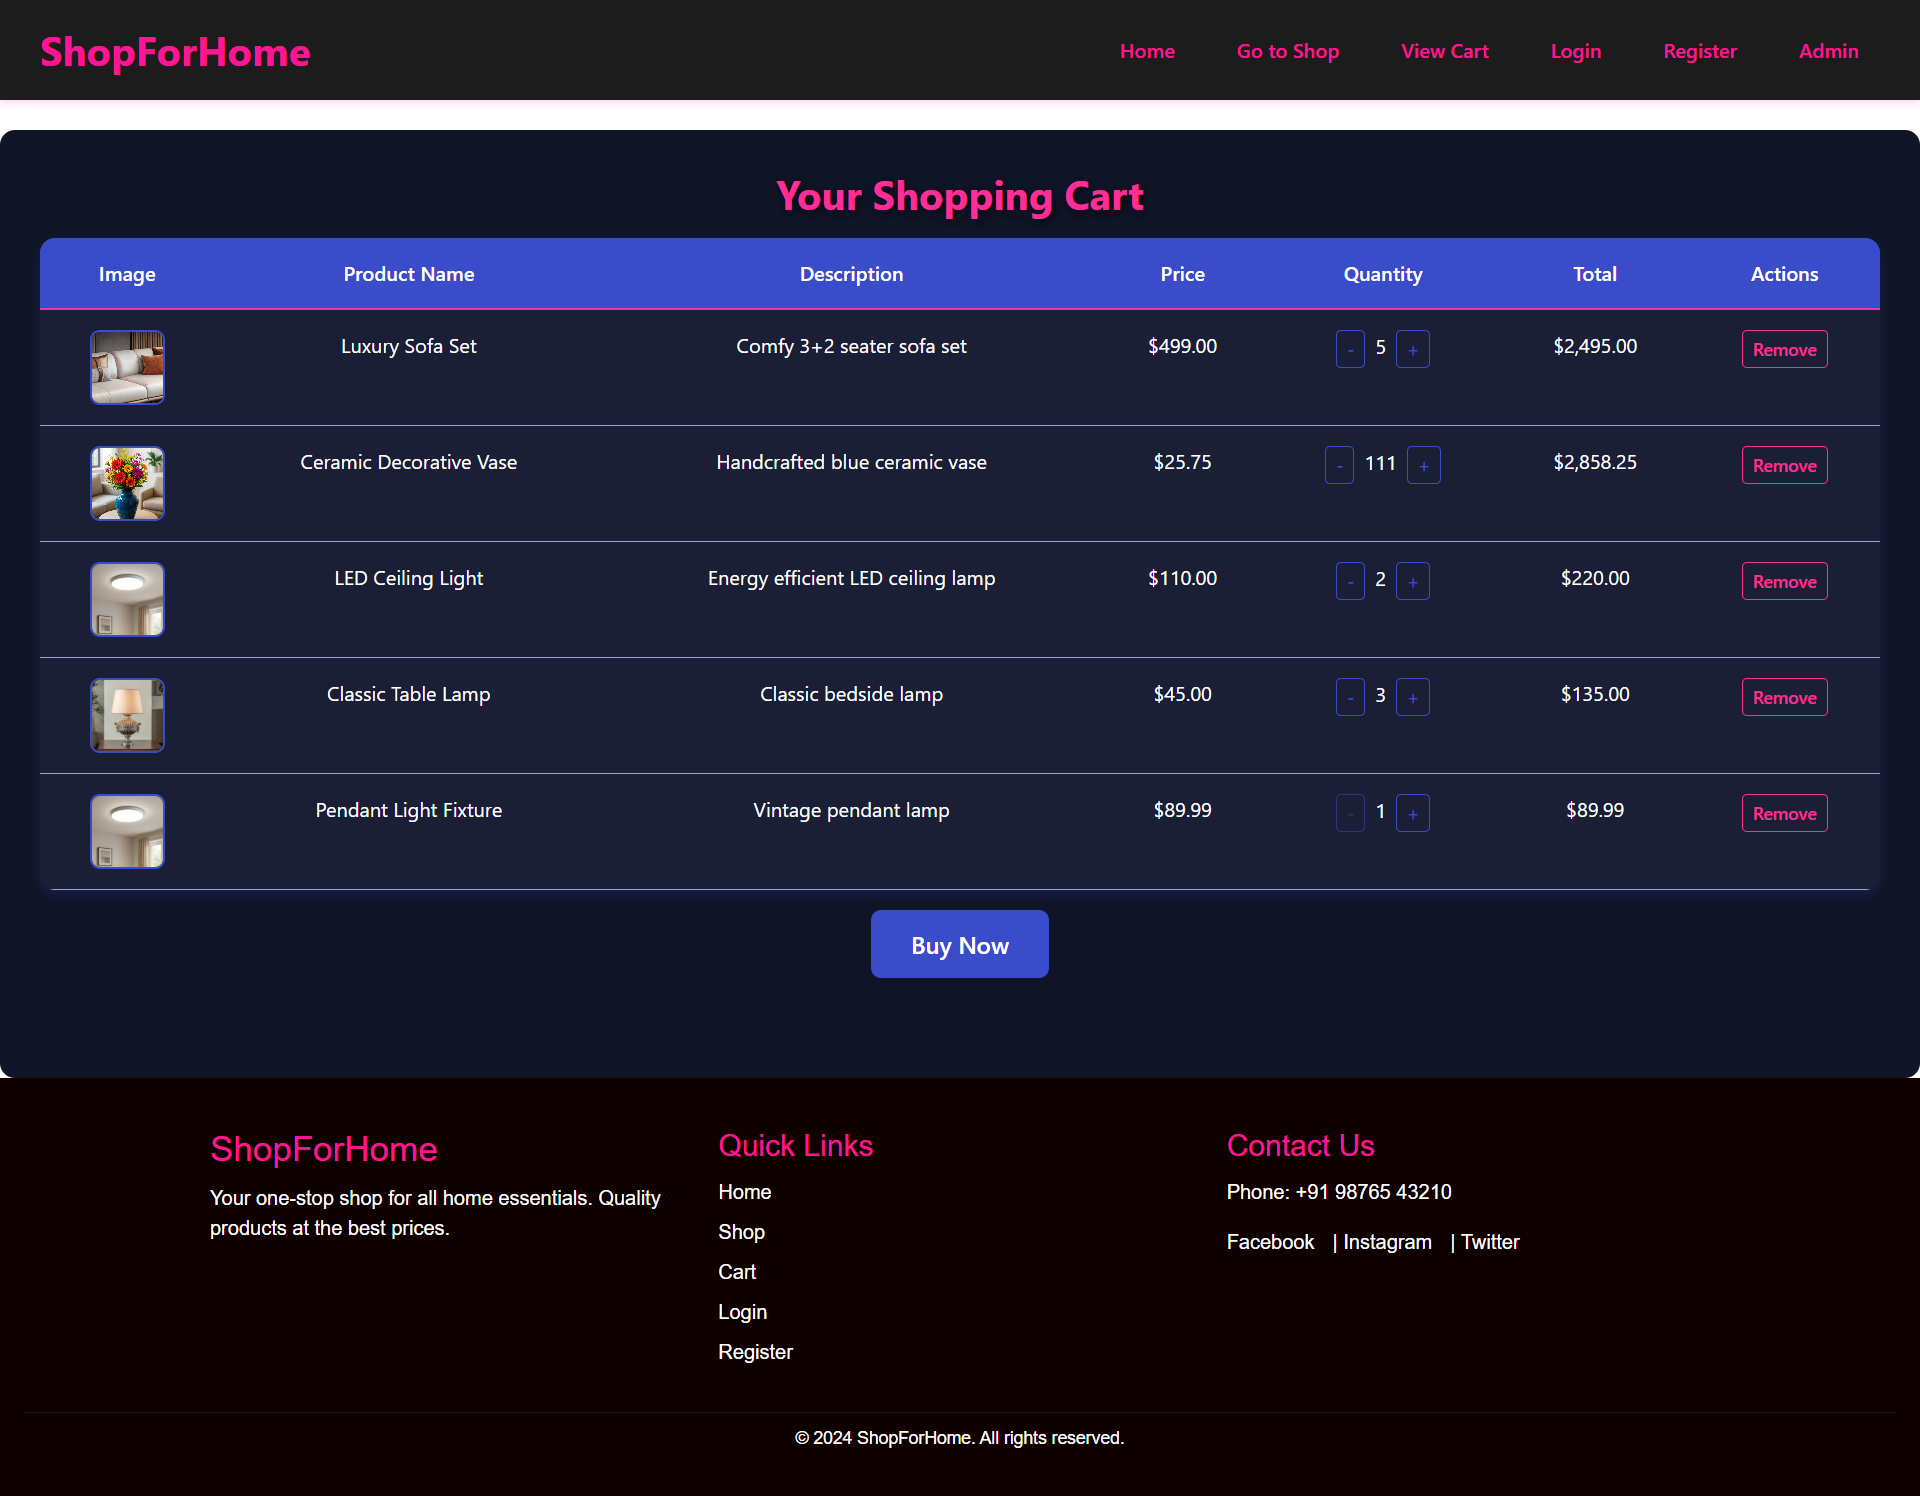 ShopForHome
Home Go to Shop View Cart Login Register Admin
Your Shopping Cart
Image Product Name Description Price Quantity Total Actions
Luxury Sofa Set Comfy 3+2 seater sofa set $499.00 - 5 + $2,495.00 Remove
Ceramic Decorative Vase Handcrafted blue ceramic vase $25.75 - 111 + $2,858.25 Remove
LED Ceiling Light Energy efficient LED ceiling lamp $110.00 - 2 + $220.00 Remove
Classic Table Lamp Classic bedside lamp $45.00 - 3 + $135.00 Remove
Pendant Light Fixture Vintage pendant lamp $89.99 - 1 + $89.99 Remove
Buy Now
ShopForHome
Your one-stop shop for all home essentials. Quality
products at the best prices.
Quick Links
Home
Shop
Cart
Login
Register
Contact Us
Phone: +91 98765 43210
Facebook | Instagram | Twitter
© 2024 ShopForHome. All rights reserved.